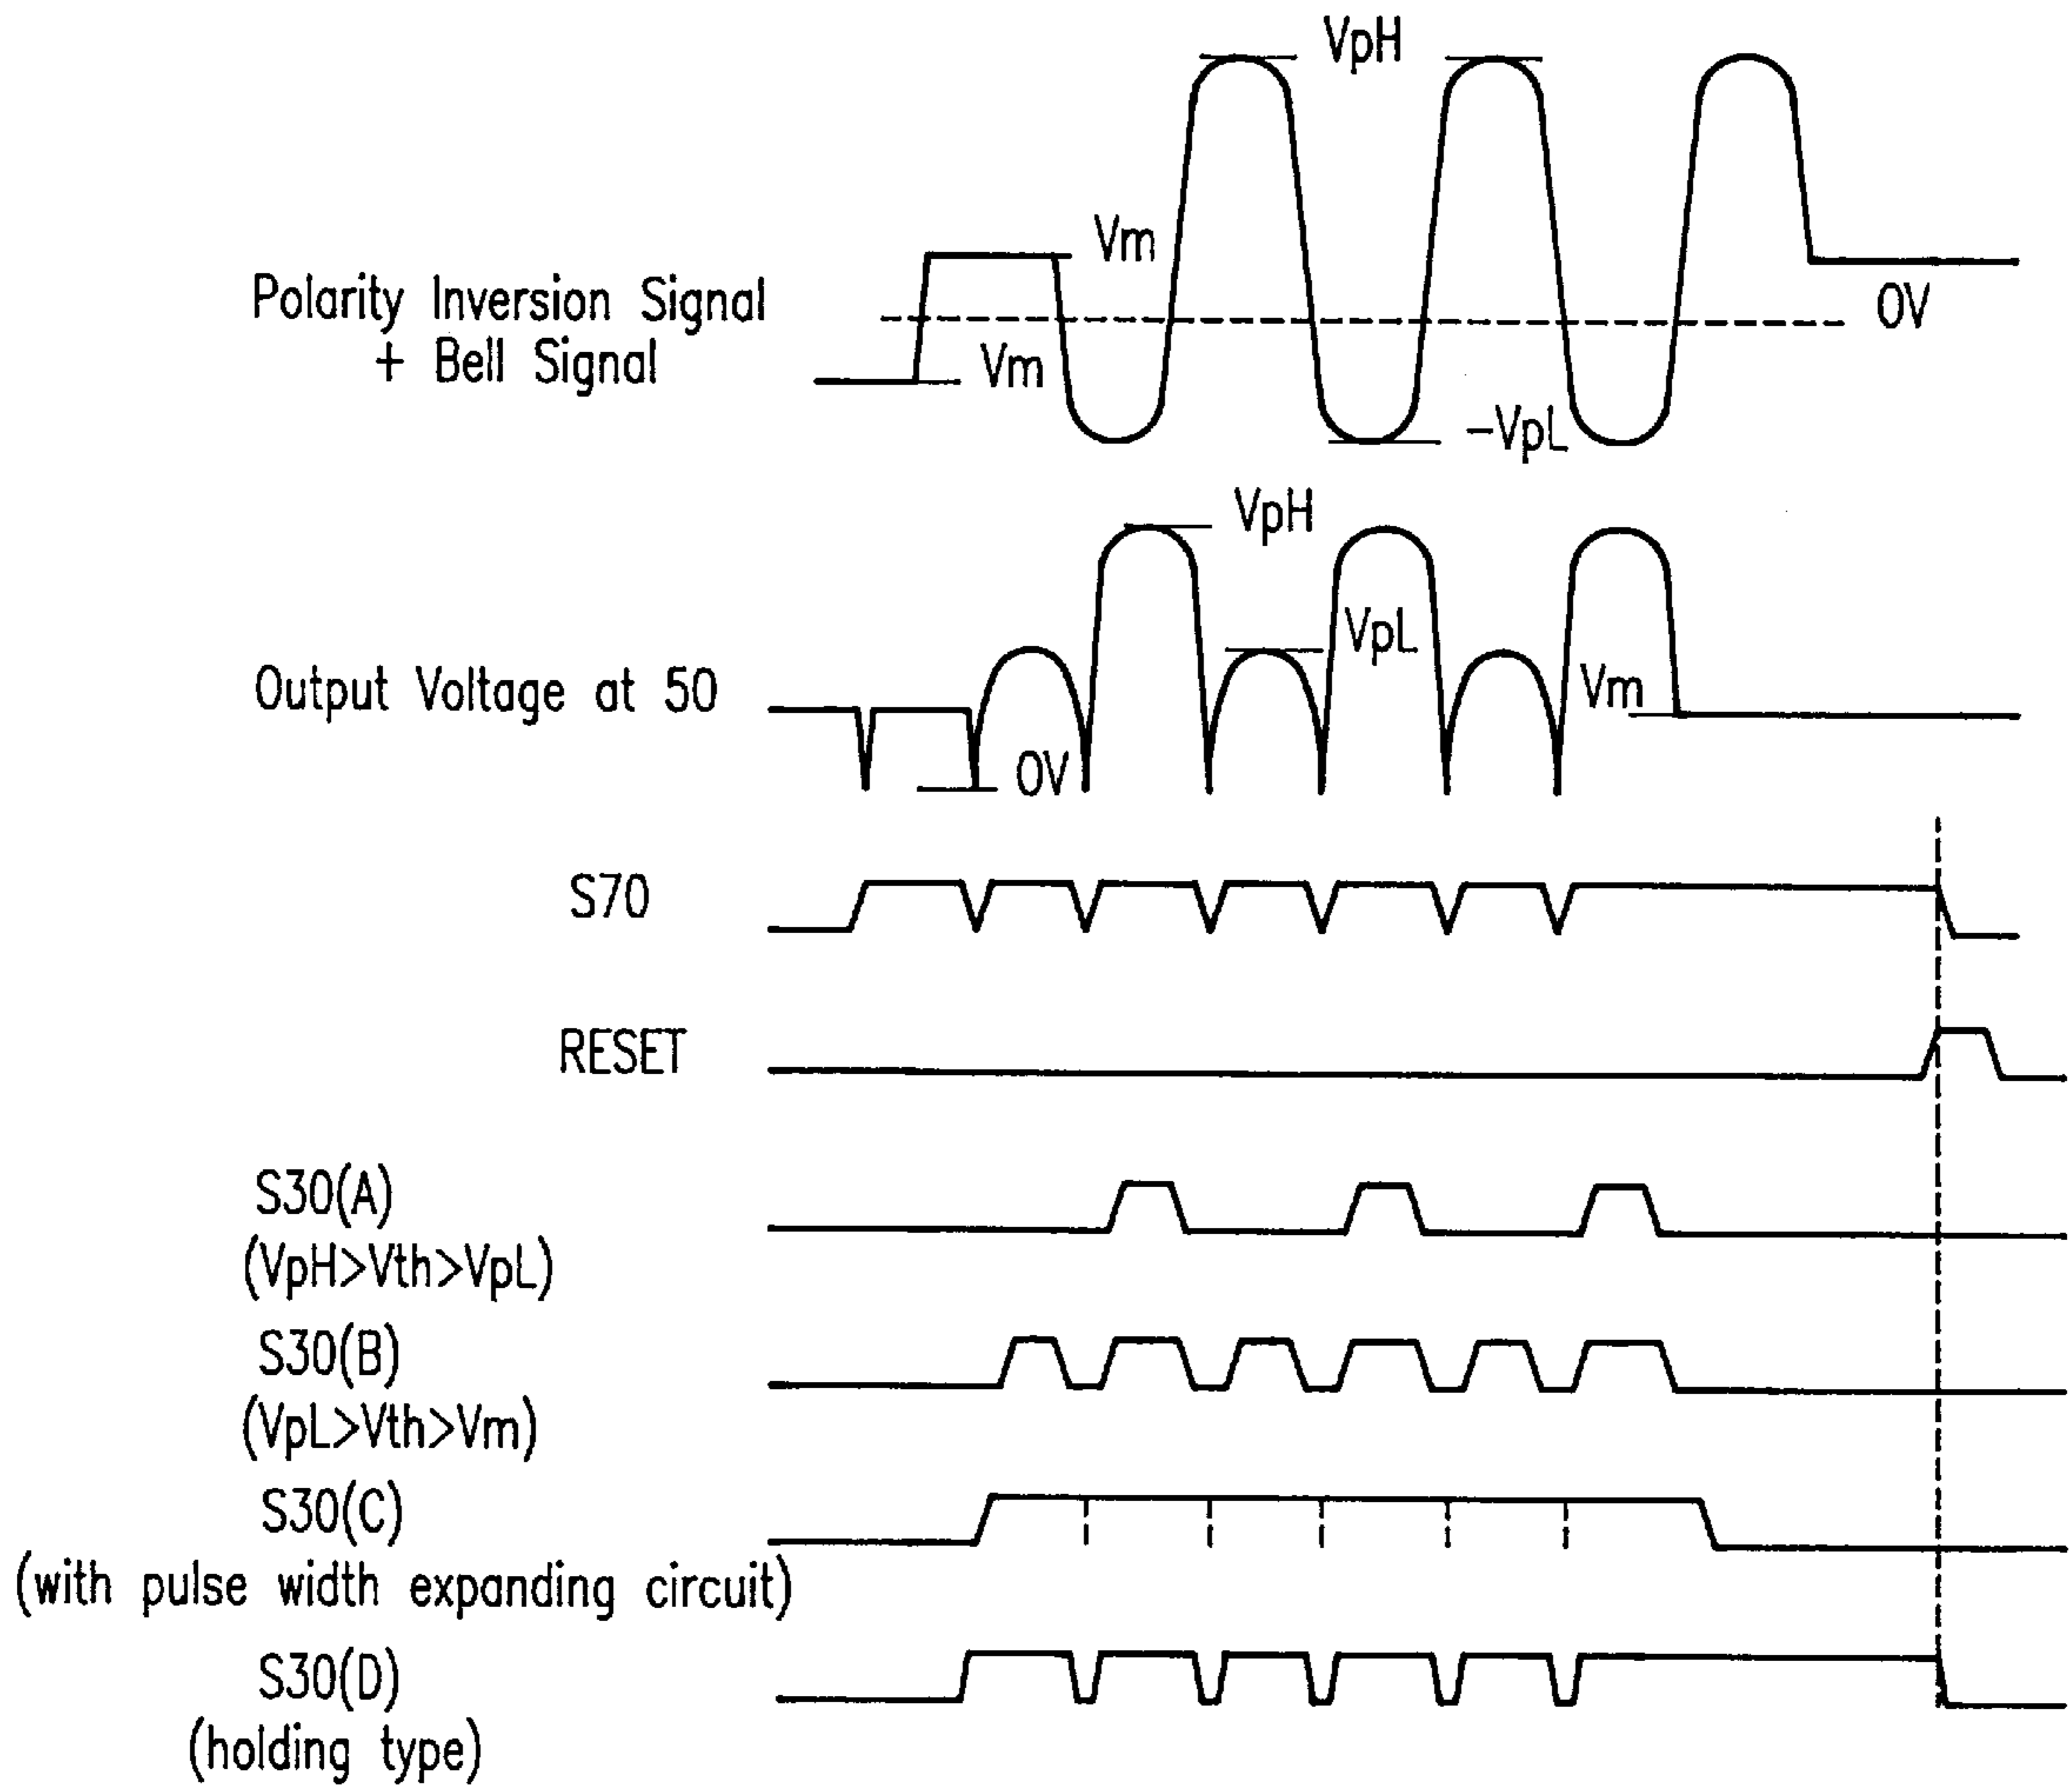 VpH
Vm
Polarity Inversion Signal
+ Bell Signal
0V
Vm
-VpL
VpH
VpL
Output Voltage at 50
Vm
0V
S70
RESET
S30(A)
(VpH>Vth>VpL)
S30(B)
(VpL>Vth>Vm)
S30(C)
(with pulse width expanding circuit)
S30(D)
(holding type)